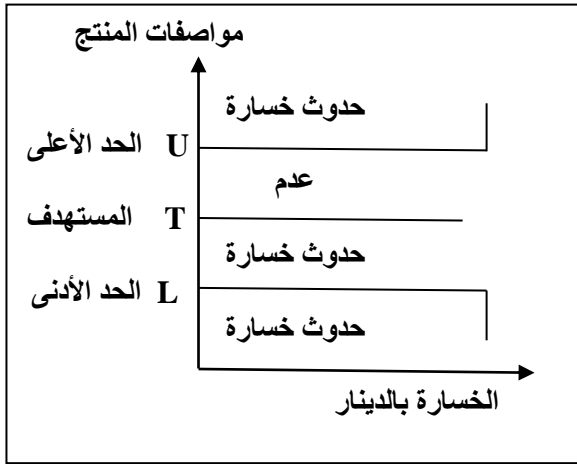 مواصفات المنتج
حدوث خسارة
الحد الأعلى U
عدم
المستهدف T
حدوث خسارة
الحد الأدنى L
حدوث خسارة
الخسارة بالدينار